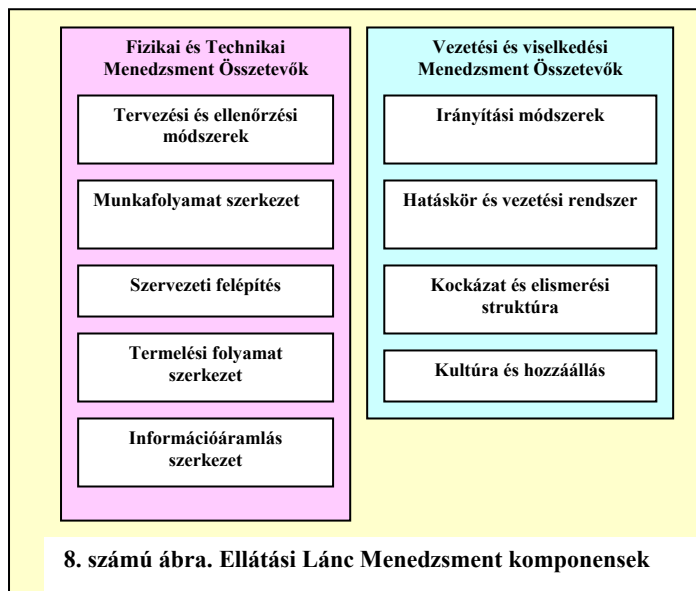 Fizikai és Technikai
Menedzsment Összetevők
Tervezési és ellenőrzési
módszerek
Munkafolyamat szerkezet
Szervezeti felépítés
Termelési folyamat
szerkezet
Információáramlás
szerkezet
Vezetési és viselkedési
Menedzsment Összetevők
Irányítási módszerek
Hatáskör és vezetési rendszer
Kockázat és elismerési
struktúra
Kultúra és hozzáállás
8. számú ábra. Ellátási Lánc Menedzsment komponensek